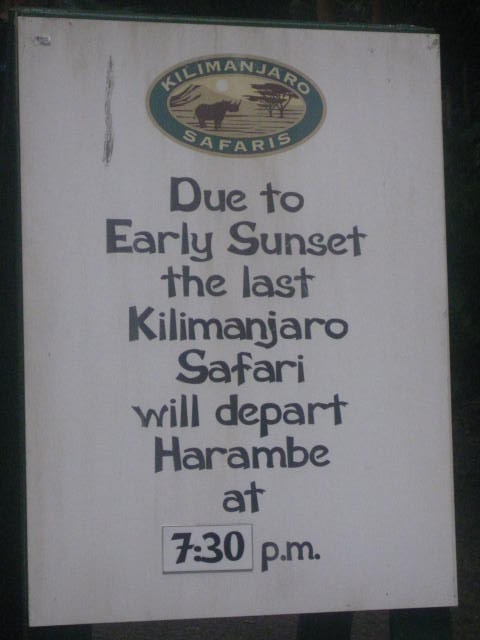 KILIMANJARO
SAFARIS
Due to
Early Sunset
the last
Kilimanjaro
Safari
will depart
Harambe
at
7:30 p.m.